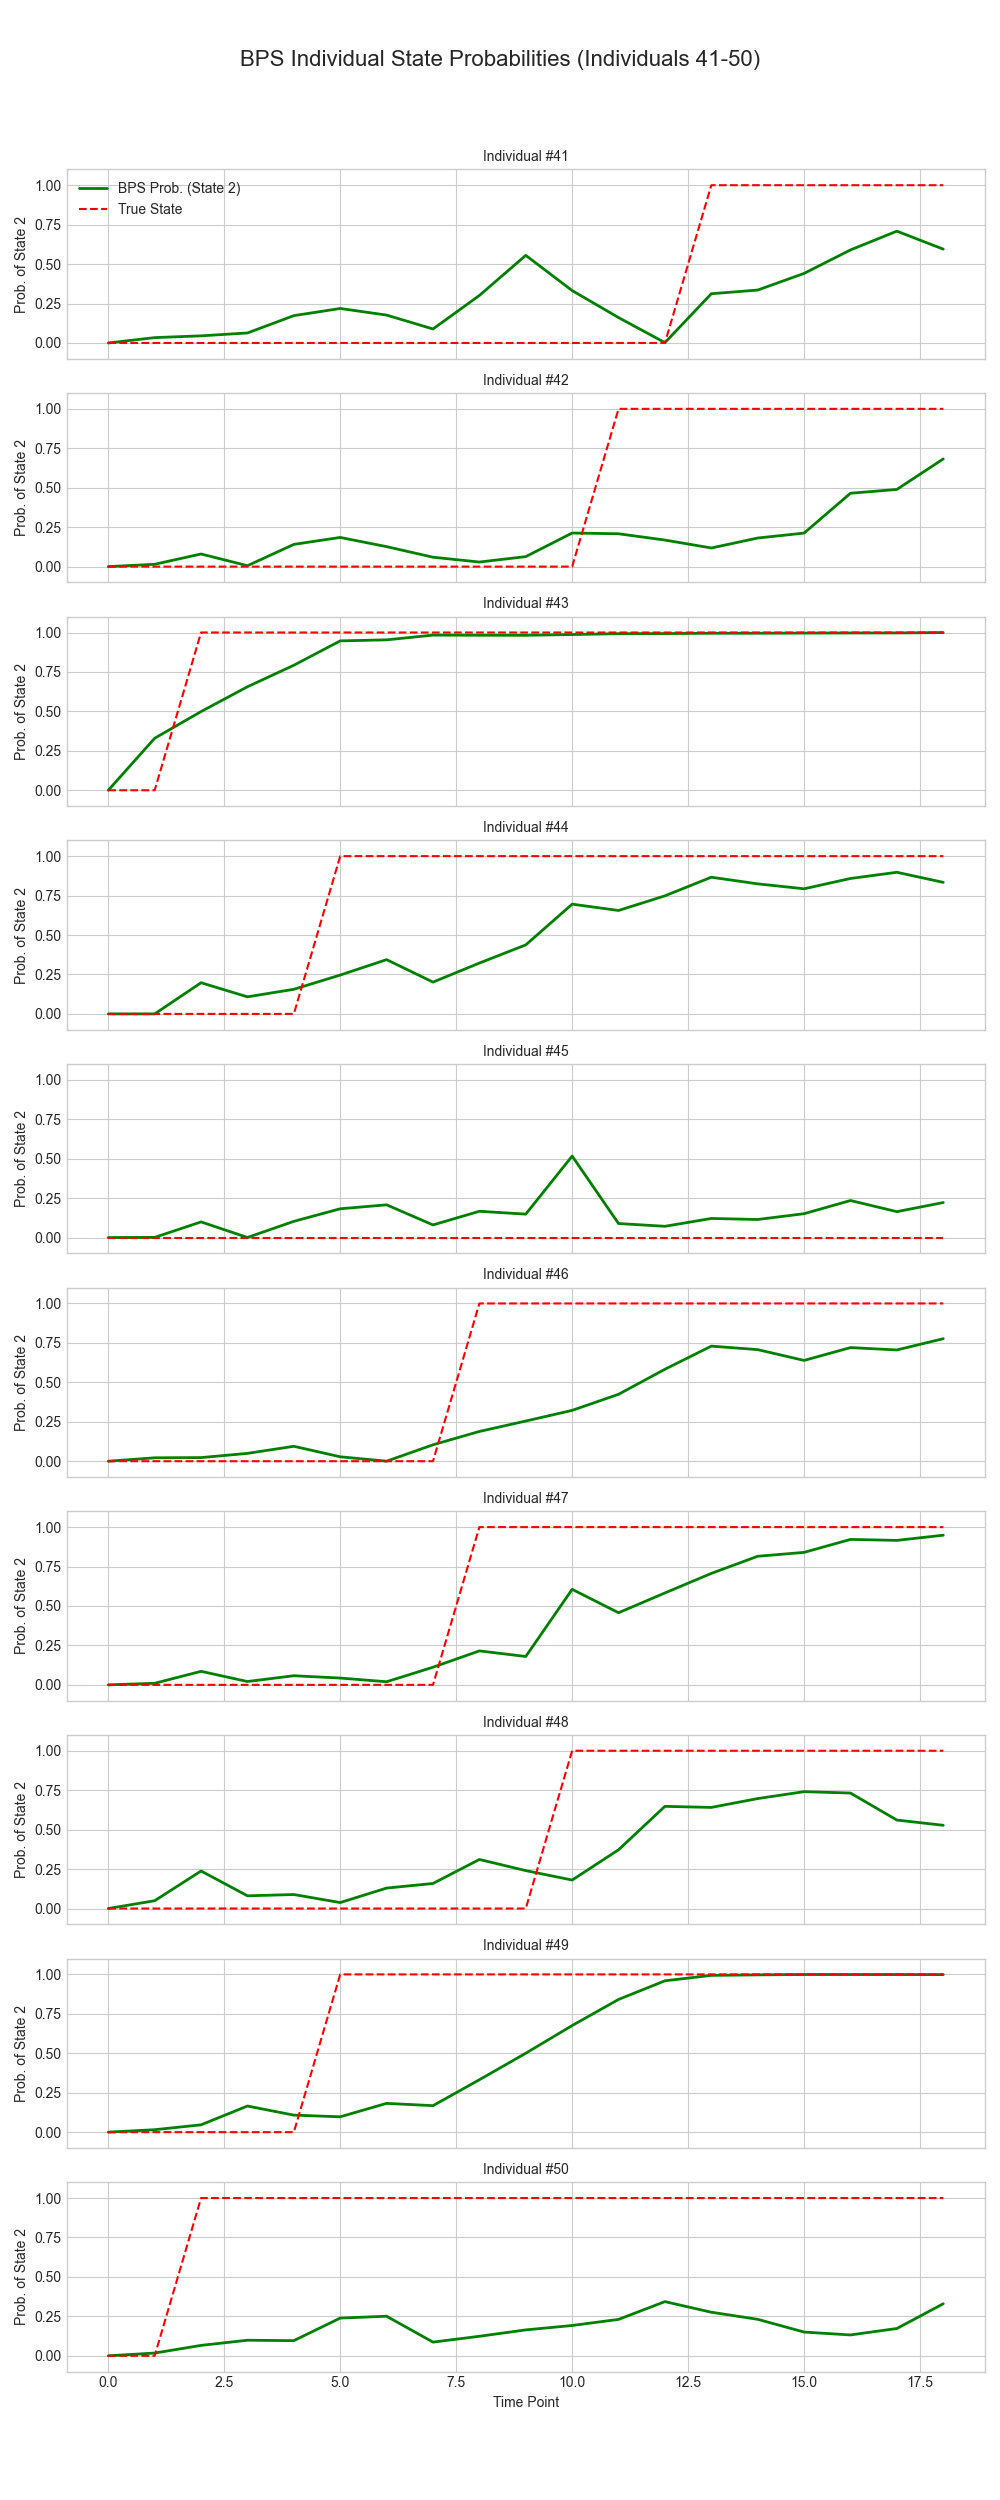 BPS Individual State Probabilities (Individuals 41-50)
Individual #41
BPS Prob. (State 2)
True State
Prob. of State 2
1.00
0.75
0.50
0.25
0.00
Individual #42
Prob. of State 2
1.00
0.75
0.50
0.25
0.00
Individual #43
Prob. of State 2
1.00
0.75
0.50
0.25
0.00
Individual #44
Prob. of State 2
1.00
0.75
0.50
0.25
0.00
Individual #45
Prob. of State 2
1.00
0.75
0.50
0.25
0.00
Individual #46
Prob. of State 2
1.00
0.75
0.50
0.25
0.00
Individual #47
Prob. of State 2
1.00
0.75
0.50
0.25
0.00
Individual #48
Prob. of State 2
1.00
0.75
0.50
0.25
0.00
Individual #49
Prob. of State 2
1.00
0.75
0.50
0.25
0.00
Individual #50
Prob. of State 2
1.00
0.75
0.50
0.25
0.00
0.0 2.5 5.0 7.5 10.0 12.5 15.0 17.5
Time Point